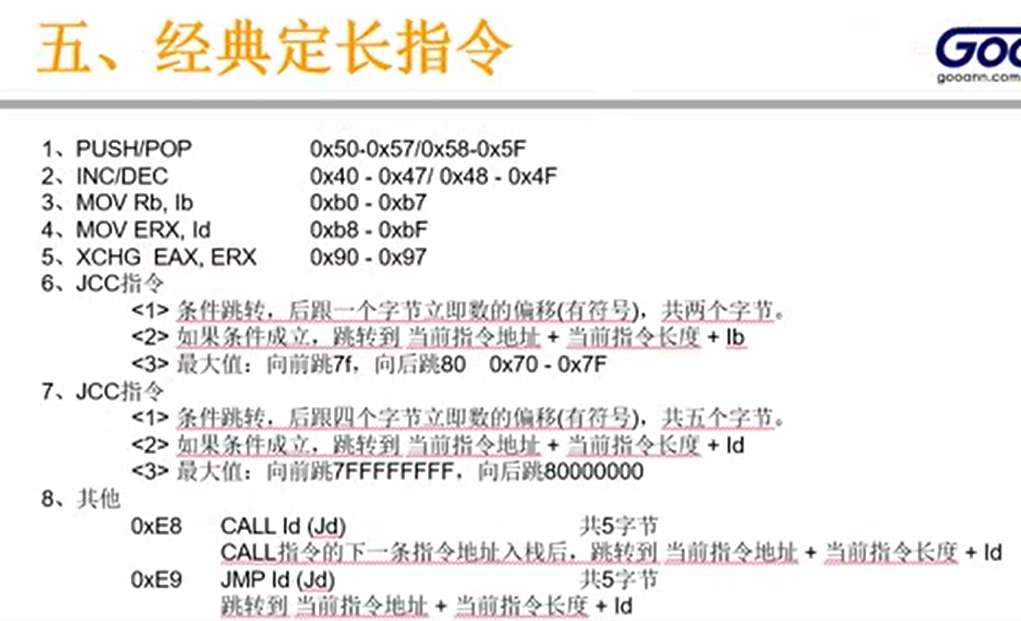 五、经典定长指令
Goo
gooann.com
1、PUSH/POP 0x50-0x57/0x58-0x5F
2、INC/DEC 0x40 - 0x47/ 0x48 - 0x4F
3、MOV Rb, Ib 0xb0 - 0xb7
4、MOV ERX, Id 0xb8 - 0xbF
5、XCHG EAX, ERX 0x90 - 0x97
6、JCC指令
<1> 条件跳转，后跟一个字节立即数的偏移(有符号)，共两个字节。
<2> 如果条件成立，跳转到 当前指令地址 + 当前指令长度 + Ib
<3> 最大值：向前跳7f，向后跳80 0x70 - 0x7F
7、JCC指令
<1> 条件跳转，后跟四个字节立即数的偏移(有符号)，共五个字节。
<2> 如果条件成立，跳转到 当前指令地址 + 当前指令长度 + Id
<3> 最大值：向前跳7FFFFFFFF，向后跳80000000
8、其他
0xE8 CALL Id (Jd) 共5字节
CALL指令的下一条指令地址入栈后，跳转到 当前指令地址 + 当前指令长度 + Id
0xE9 JMP Id (Jd) 共5字节
跳转到 当前指令地址 + 当前指令长度 + Id